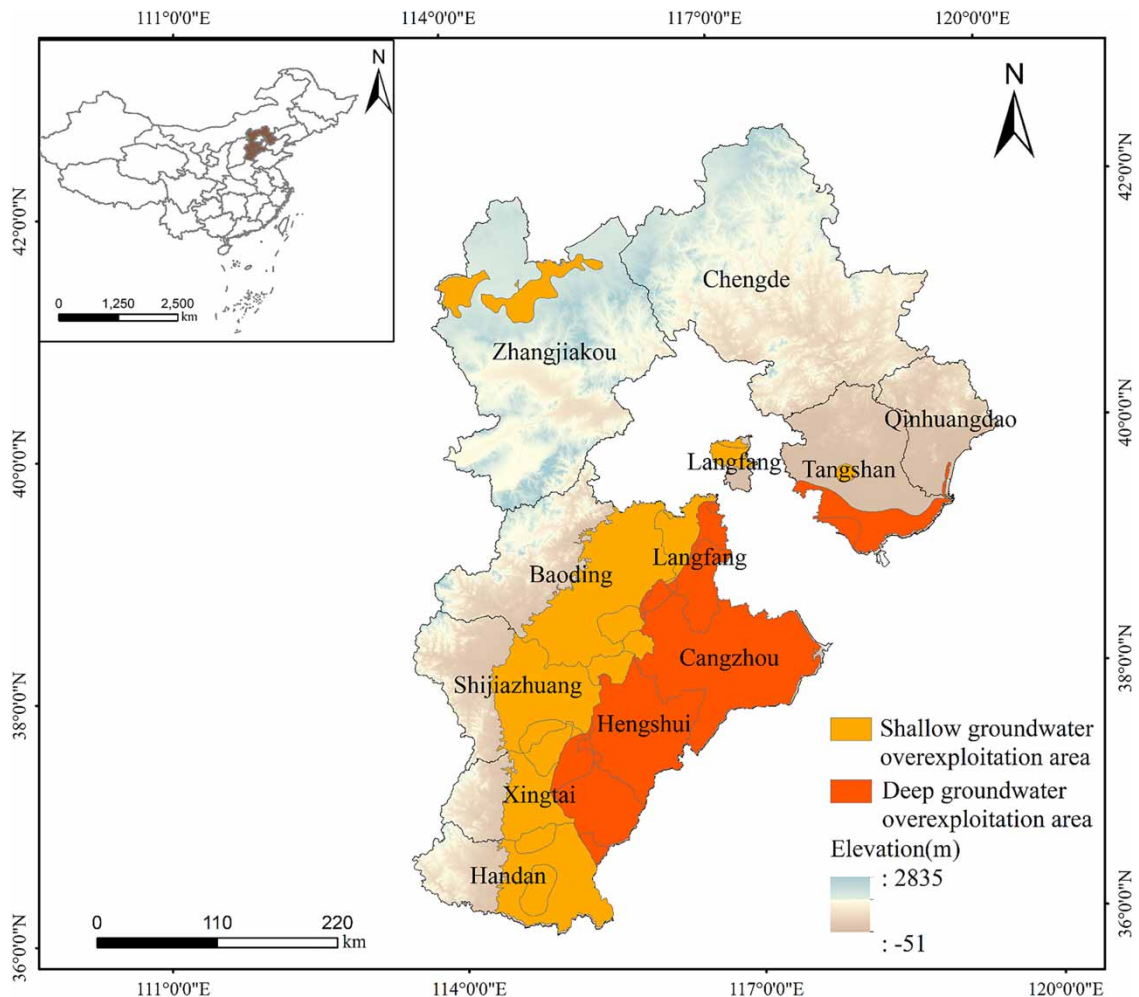 111°0'0"E 114°0'0"E 117°0'0"E 120°0'0"E
N
N
42°0'0"N
42°0'0"N
0 1,250 2,500
km
Chengde
Zhangjiakou
40°0'0"N
Qinhuangdao
40°0'0"N
Langfang
Tangshan
Langfang
Baoding
38°0'0"N
Cangzhou
Shijiazhuang
38°0'0"N
Hengshui
Shallow groundwater
overexploitation area
Deep groundwater
overexploitation area
Xingtai
Elevation(m)
: 2835
: -51
Handan
36°0'0"N
0 110 220
km
36°0'0"N
111°0'0"E 114°0'0"E 117°0'0"E 120°0'0"E